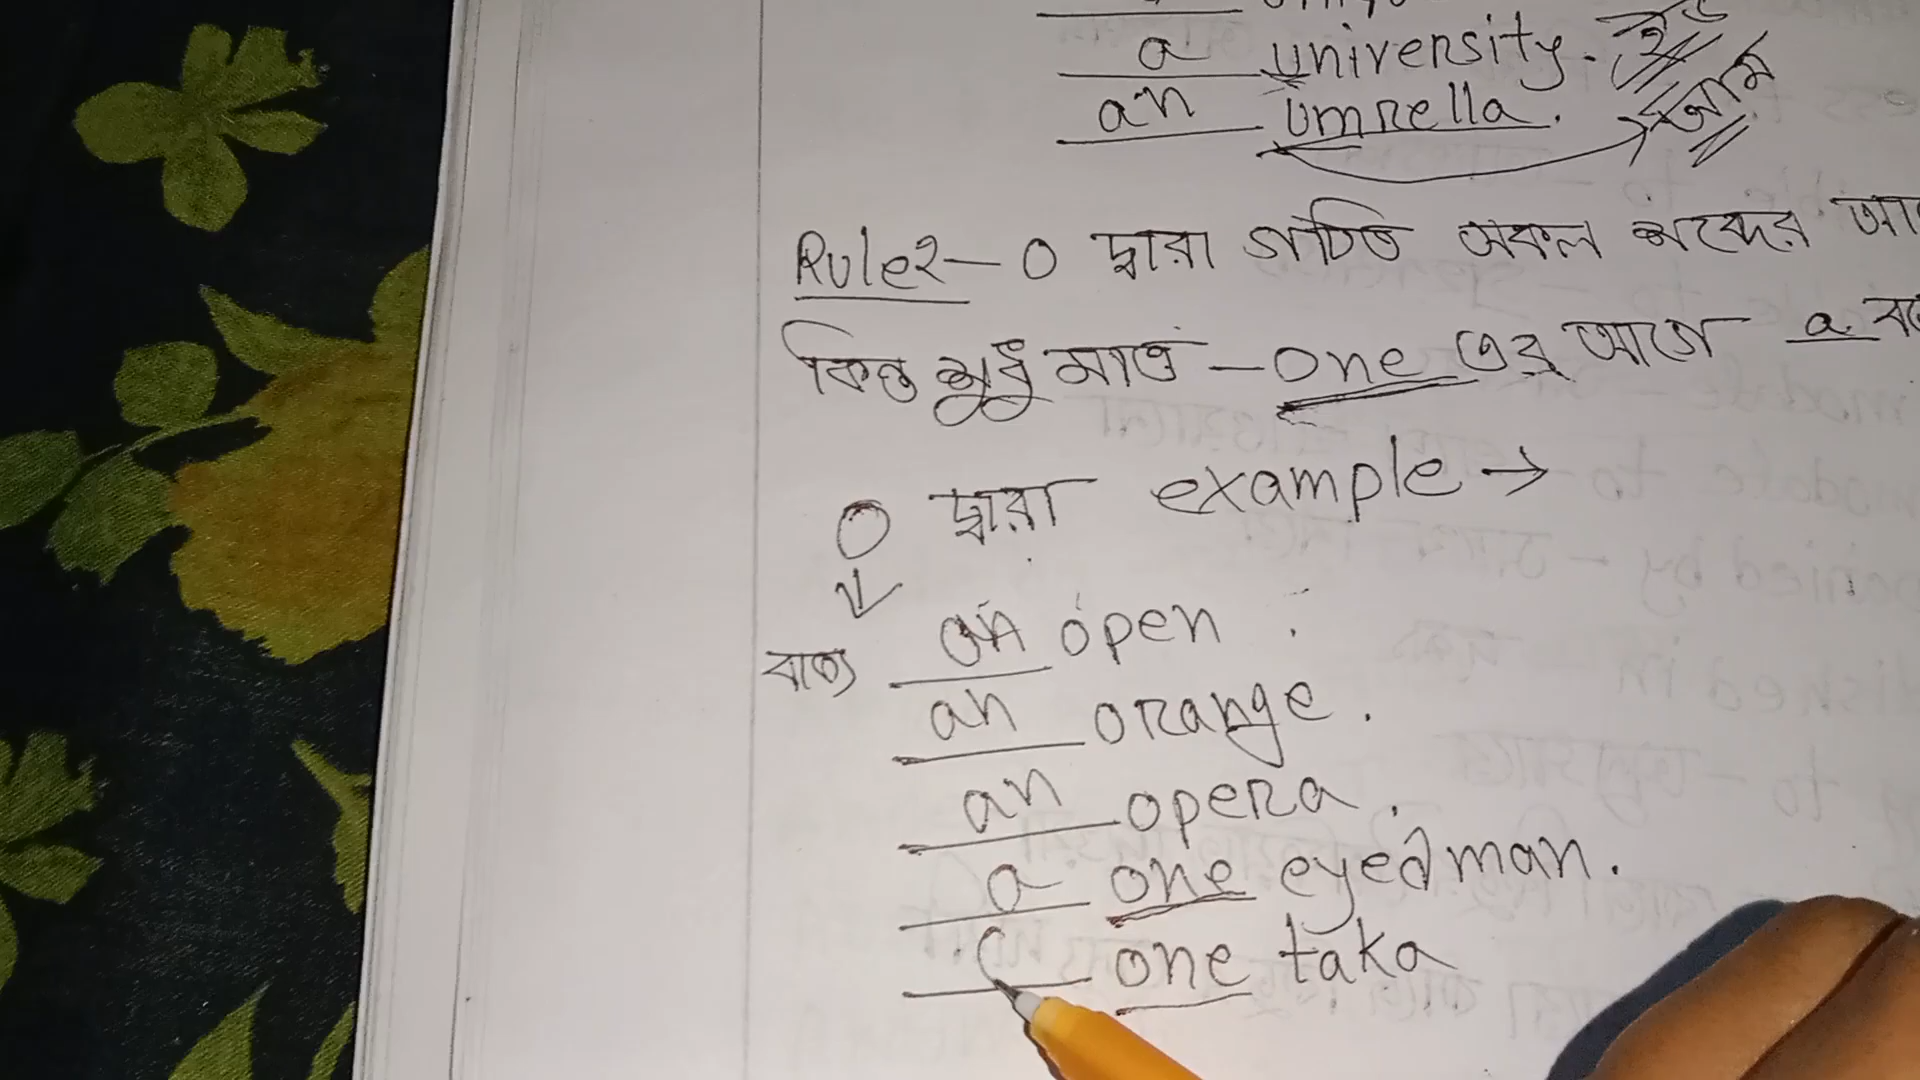 a university.
an umrella.
Rule2 – O দ্বারা গঠিত সকল শব্দের
কিন্তু শুধু মাত্র – one এর আগে a
O দ্বারা example →
an open
an orange.
an opera.
a one eyed man.
one taka